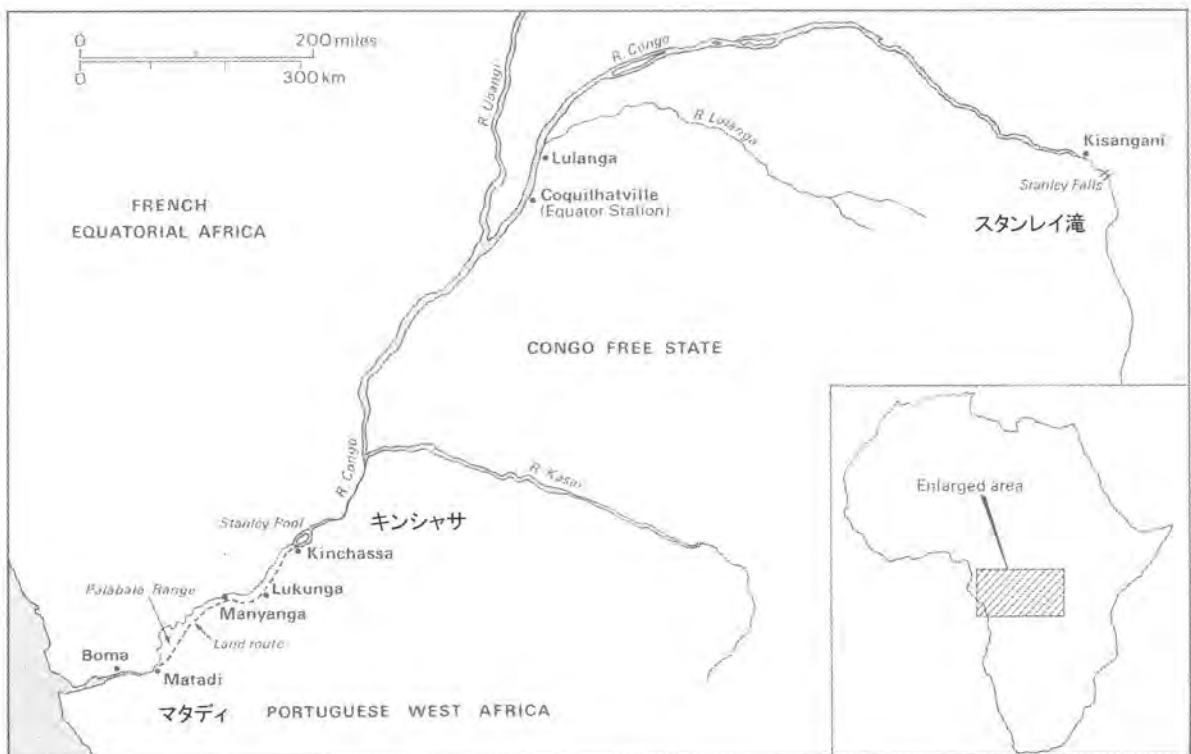 0 200 miles
0 300 km
R. Ubangi
R. Congo
R. Lulanga
Lulanga
Coquilhatville
(Equator Station)
Kisangani
Stanley Falls
スタンレイ滝
FRENCH
EQUATORIAL AFRICA
CONGO FREE STATE
R. Congo
R. Kasai
Enlarged area
Stanley Pool
キンシャサ
Kinchassa
Palabala Range
Lukunga
Manyanga
Land route
Boma
Matadi
マタディ PORTUGUESE WEST AFRICA